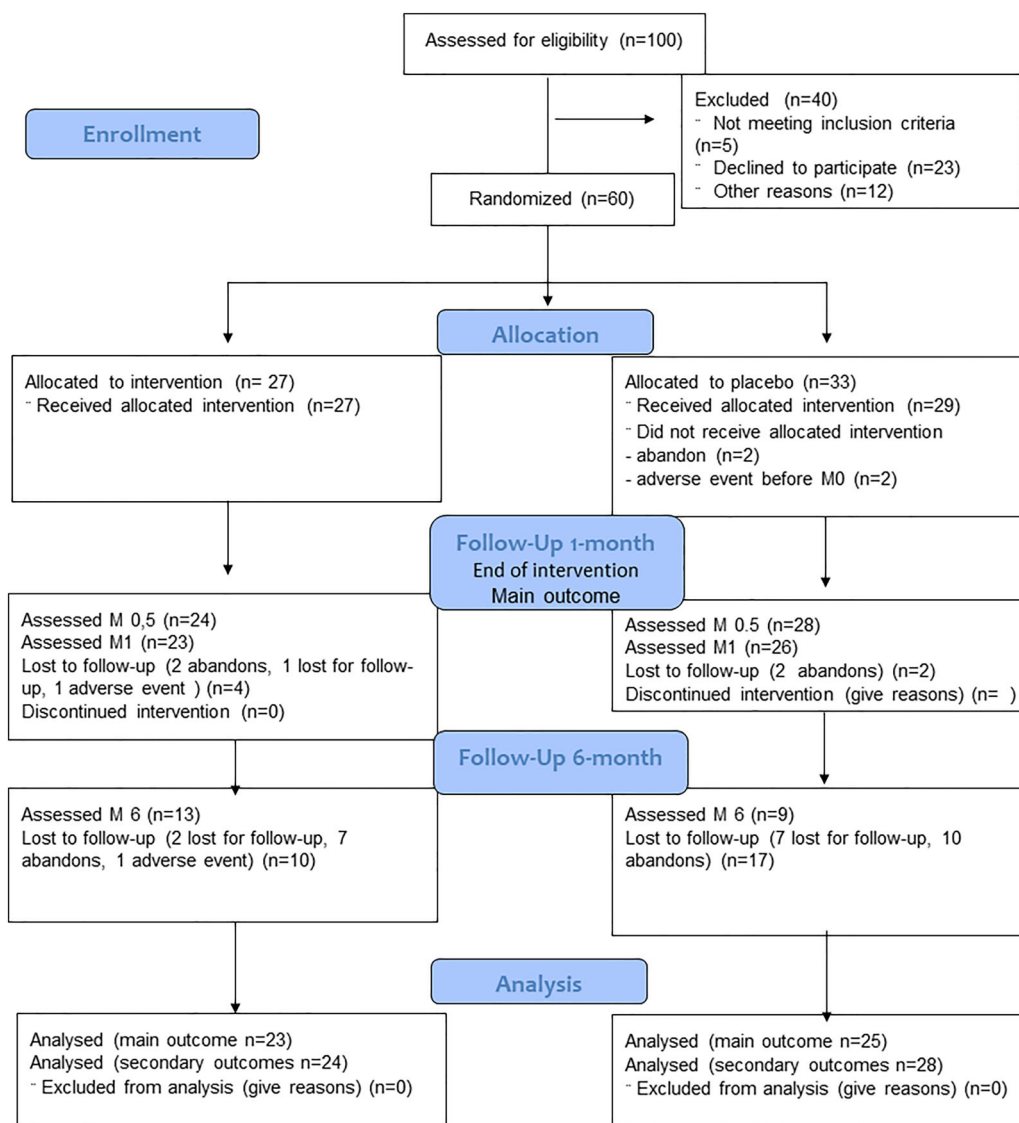 Assessed for eligibility (n=100)
Excluded (n=40)
¨ Not meeting inclusion criteria
(n=5)
¨ Declined to participate (n=23)
¨ Other reasons (n=12)
Enrollment
Randomized (n=60)
Allocation
Allocated to intervention (n= 27)
¨ Received allocated intervention (n=27)
Allocated to placebo (n=33)
¨ Received allocated intervention (n=29)
¨ Did not receive allocated intervention
- abandon (n=2)
- adverse event before M0 (n=2)
Follow-Up 1-month
End of intervention
Main outcome
Assessed M 0,5 (n=24)
Assessed M1 (n=23)
Lost to follow-up (2 abandons, 1 lost for follow-
up, 1 adverse event ) (n=4)
Discontinued intervention (n=0)
Assessed M 0.5 (n=28)
Assessed M1 (n=26)
Lost to follow-up (2 abandons) (n=2)
Discontinued intervention (give reasons) (n= )
Follow-Up 6-month
Assessed M 6 (n=13)
Lost to follow-up (2 lost for follow-up, 7
abandons, 1 adverse event) (n=10)
Assessed M 6 (n=9)
Lost to follow-up (7 lost for follow-up, 10
abandons) (n=17)
Analysis
Analysed (main outcome n=23)
Analysed (secondary outcomes n=24)
¨ Excluded from analysis (give reasons) (n=0)
Analysed (main outcome n=25)
Analysed (secondary outcomes n=28)
¨ Excluded from analysis (give reasons) (n=0)